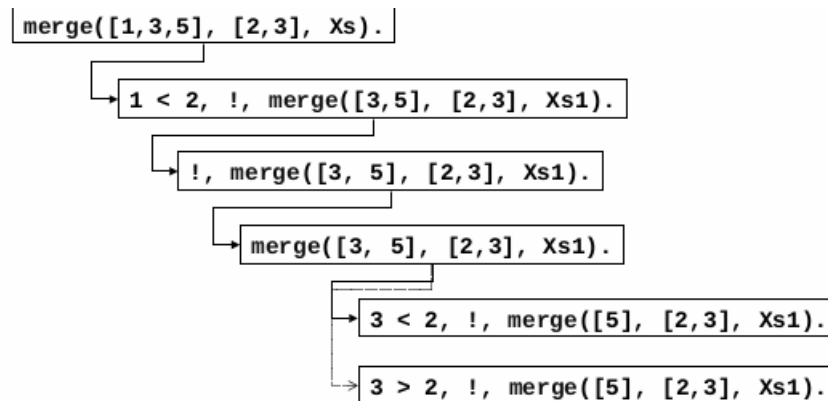 merge([1,3,5], [2,3], Xs).
1 < 2, !, merge([3,5], [2,3], Xs1).
!, merge([3, 5], [2,3], Xs1).
merge([3, 5], [2,3], Xs1).
3 < 2, !, merge([5], [2,3], Xs1).
3 > 2, !, merge([5], [2,3], Xs1).